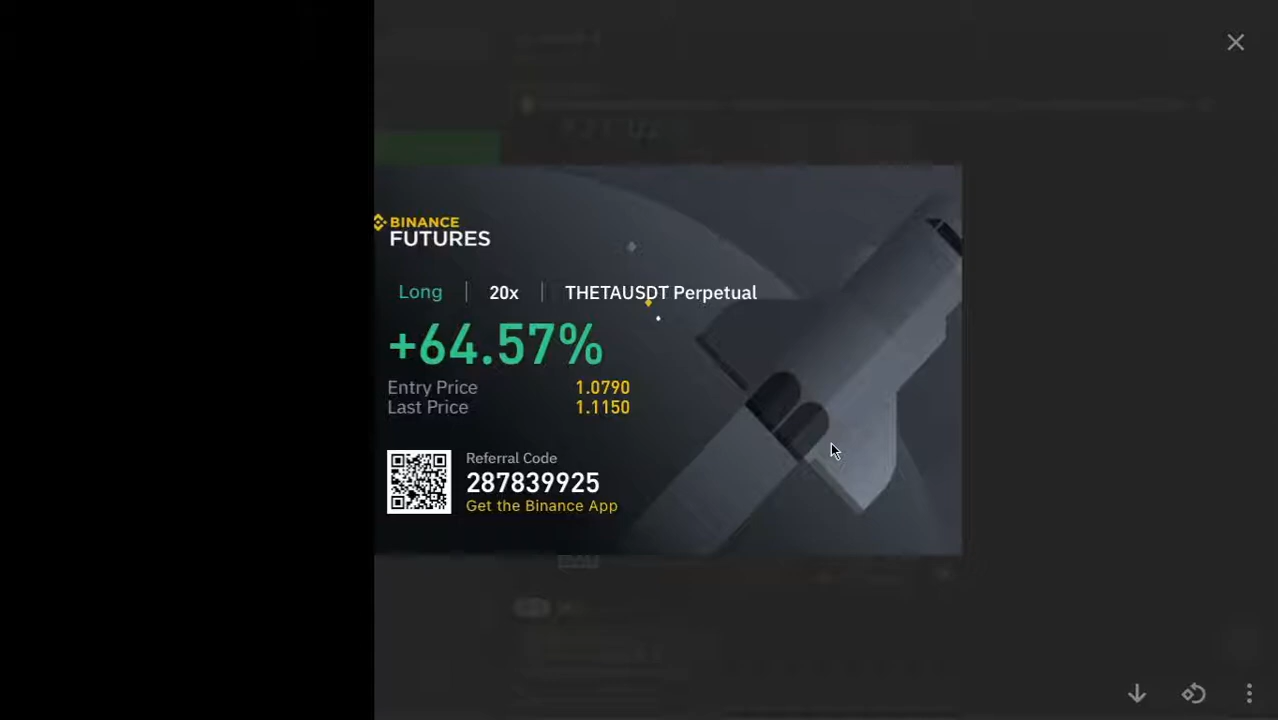 BINANCE
FUTURES
Long | 20x | THETAUSDT Perpetual
+64.57%
Entry Price 1.0790
Last Price 1.1150
Referral Code
287839925
Get the Binance App